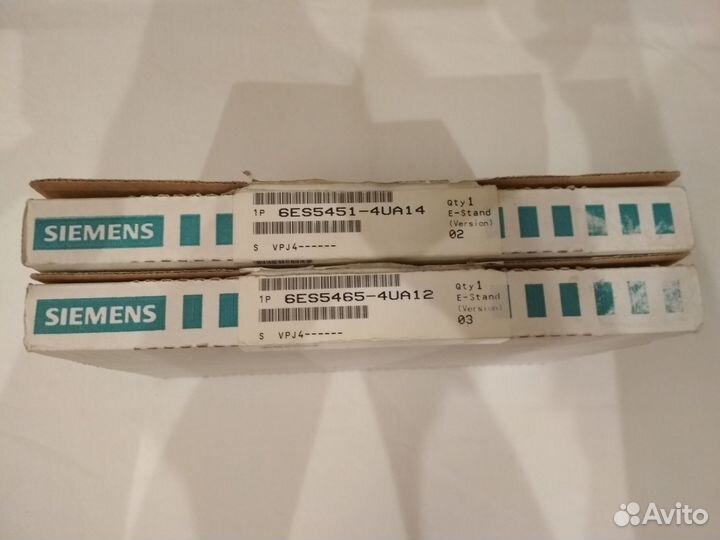 SIEMENS
1P 6ES5451-4UA14
Qty 1
E-Stand
(Version)
02
S VPJ4------
SIEMENS
1P 6ES5465-4UA12
Qty 1
E-Stand
(Version)
03
S VPJ4------
Avito